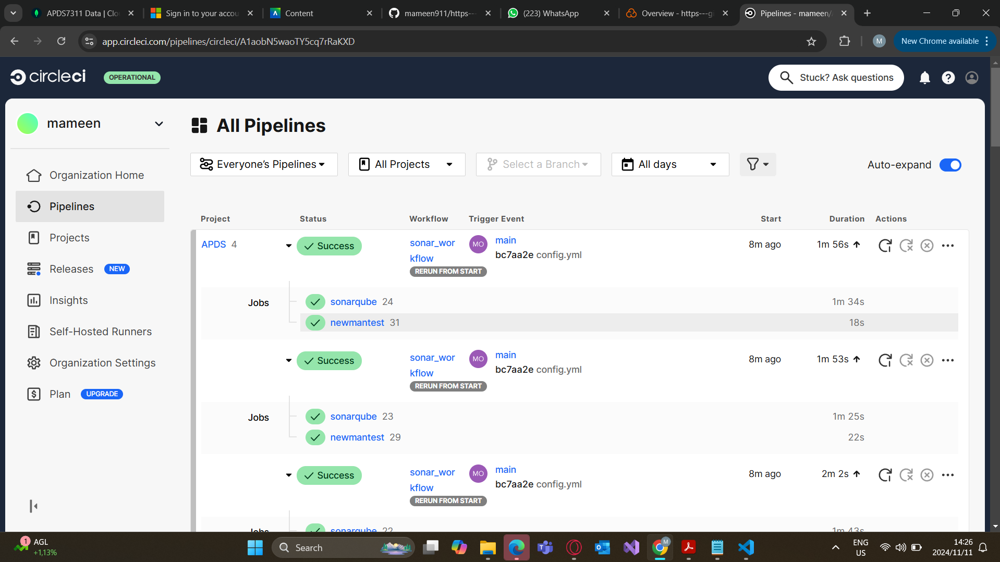 APDS7311 Data | Clo
Sign in to your accou
Content
mameen911/https---
(223) WhatsApp
Overview - https---gi
Pipelines - mameen/
app.circleci.com/pipelines/circleci/A1aobN5waoTY5cq7rRaKXD
M
New Chrome available
circleci
OPERATIONAL
Stuck? Ask questions
mameen
All Pipelines
Everyone's Pipelines
All Projects
Select a Branch
All days
Auto-expand
Organization Home
Pipelines
Projects
Releases NEW
Insights
Self-Hosted Runners
Organization Settings
Plan UPGRADE
Project Status Workflow Trigger Event Start Duration Actions
APDS 4
Success
sonar_wor
kflow
RERUN FROM START
MO
main
bc7aa2e config.yml
8m ago
1m 56s
Jobs
sonarqube 24
1m 34s
newmantest 31
18s
Success
sonar_wor
kflow
RERUN FROM START
MO
main
bc7aa2e config.yml
8m ago
1m 53s
Jobs
sonarqube 23
1m 25s
newmantest 29
22s
Success
sonar_wor
kflow
RERUN FROM START
MO
main
bc7aa2e config.yml
8m ago
2m 2s
Jobs
sonarqube 22
1m 43s
1
AGL
+1,13%
Search
M
ENG
US
14:26
2024/11/11